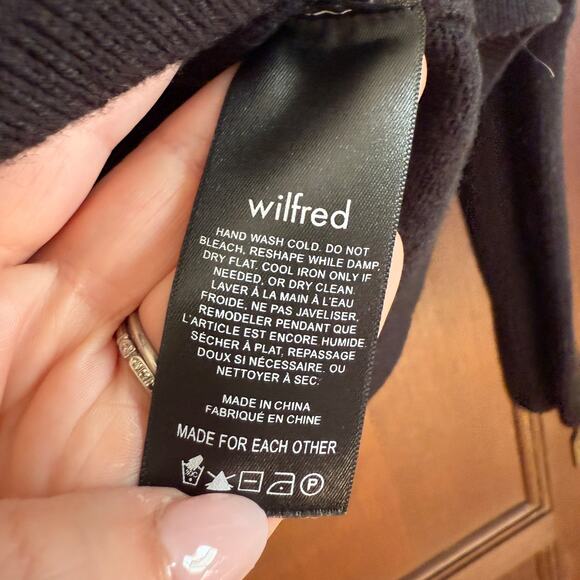 wilfred
HAND WASH COLD. DO NOT
BLEACH, RESHAPE WHILE DAMP.
DRY FLAT. COOL IRON ONLY IF
NEEDED, OR DRY CLEAN.
LAVER À LA MAIN À L'EAU
FROIDE, NE PAS JAVELISER,
REMODELER PENDANT QUE
L'ARTICLE EST ENCORE HUMIDE.
SÉCHER À PLAT, REPASSAGE
DOUX SI NÉCESSAIRE. OU
NETTOYER À SEC.
MADE IN CHINA
FABRIQUÉ EN CHINE
MADE FOR EACH OTHER
P